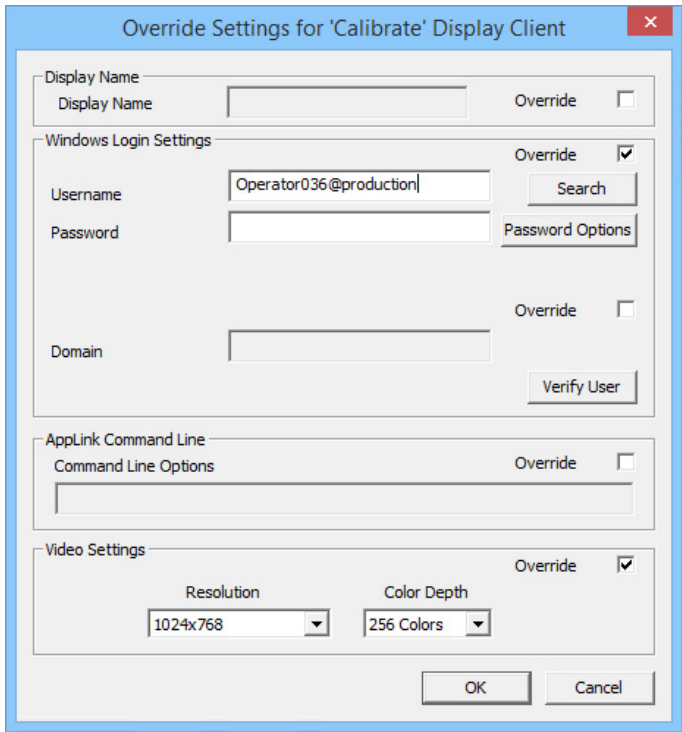 Override Settings for 'Calibrate' Display Client
Display Name
Display Name
Override
Windows Login Settings
Override
Username
Operator036@production
Search
Password
Password Options
Override
Domain
Verify User
AppLink Command Line
Command Line Options
Override
Video Settings
Override
Resolution
Color Depth
1024x768
256 Colors
OK
Cancel